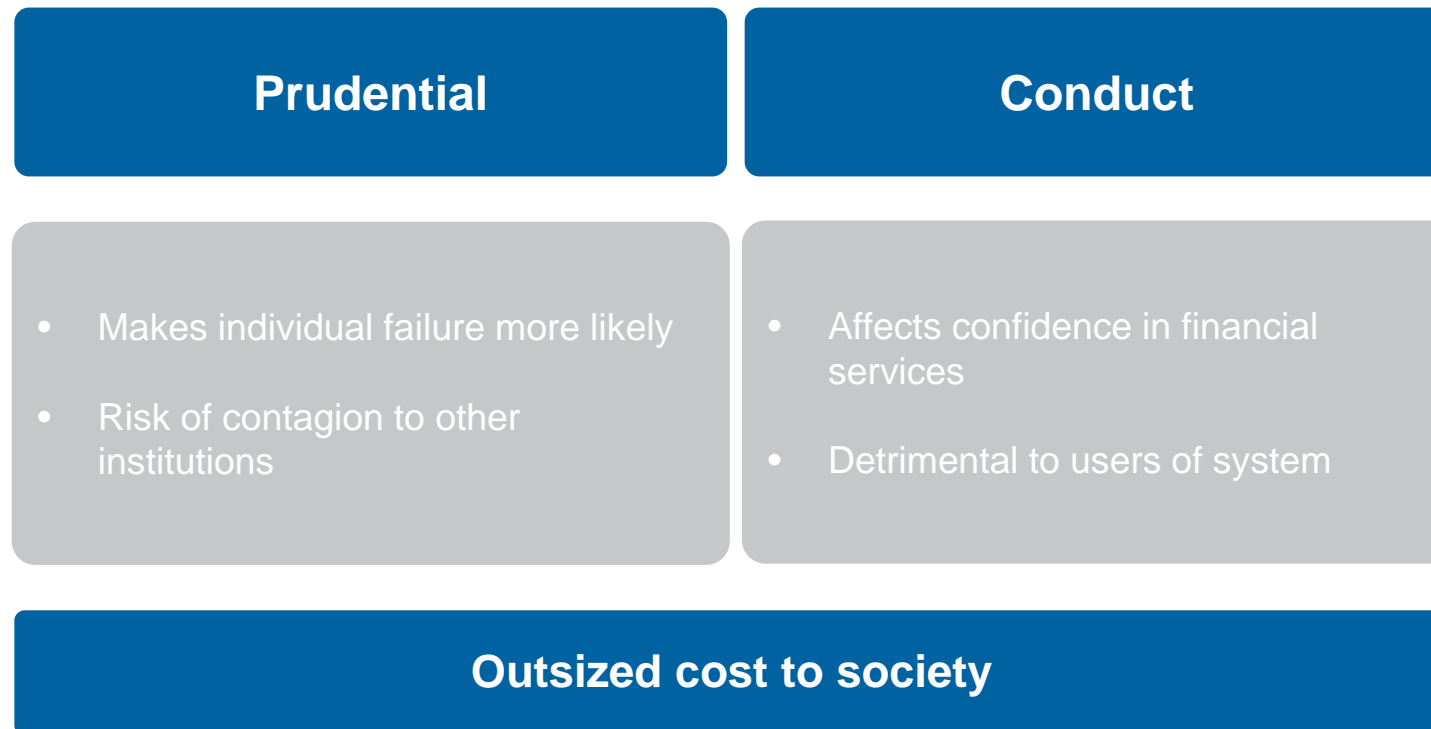 Prudential
Conduct
• Makes individual failure more likely
• Risk of contagion to other
institutions
• Affects confidence in financial
services
• Detrimental to users of system
Outsized cost to society